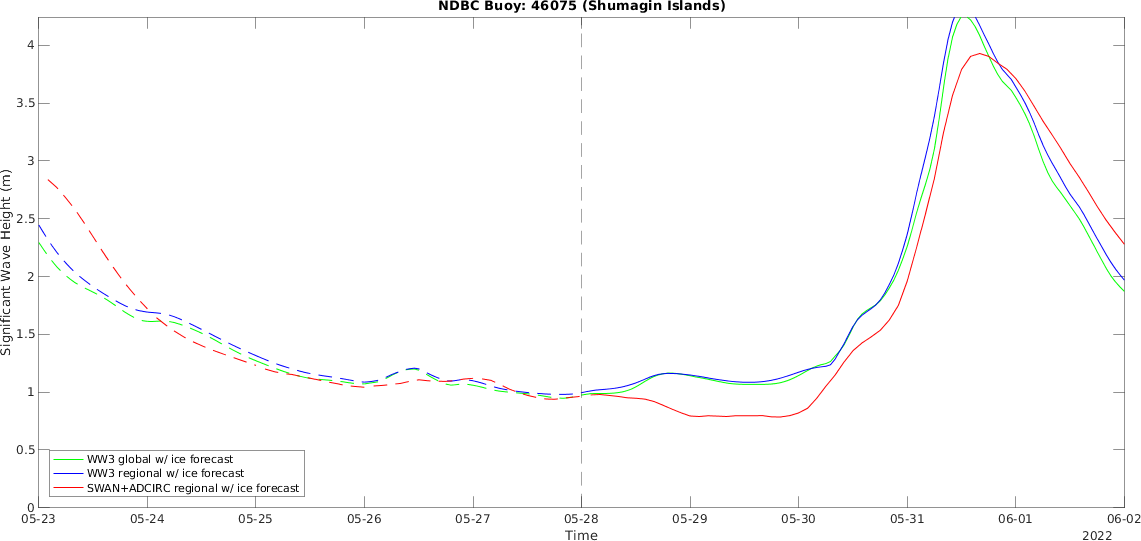 NDBC Buoy: 46075 (Shumagin Islands)
Significant Wave Height (m)
4
3.5
3
2.5
2
1.5
1
0.5
0
WW3 global w/ ice forecast
WW3 regional w/ ice forecast
SWAN+ADCIRC regional w/ ice forecast
05-23 05-24 05-25 05-26 05-27 05-28 05-29 05-30 05-31 06-01 06-02
Time
2022